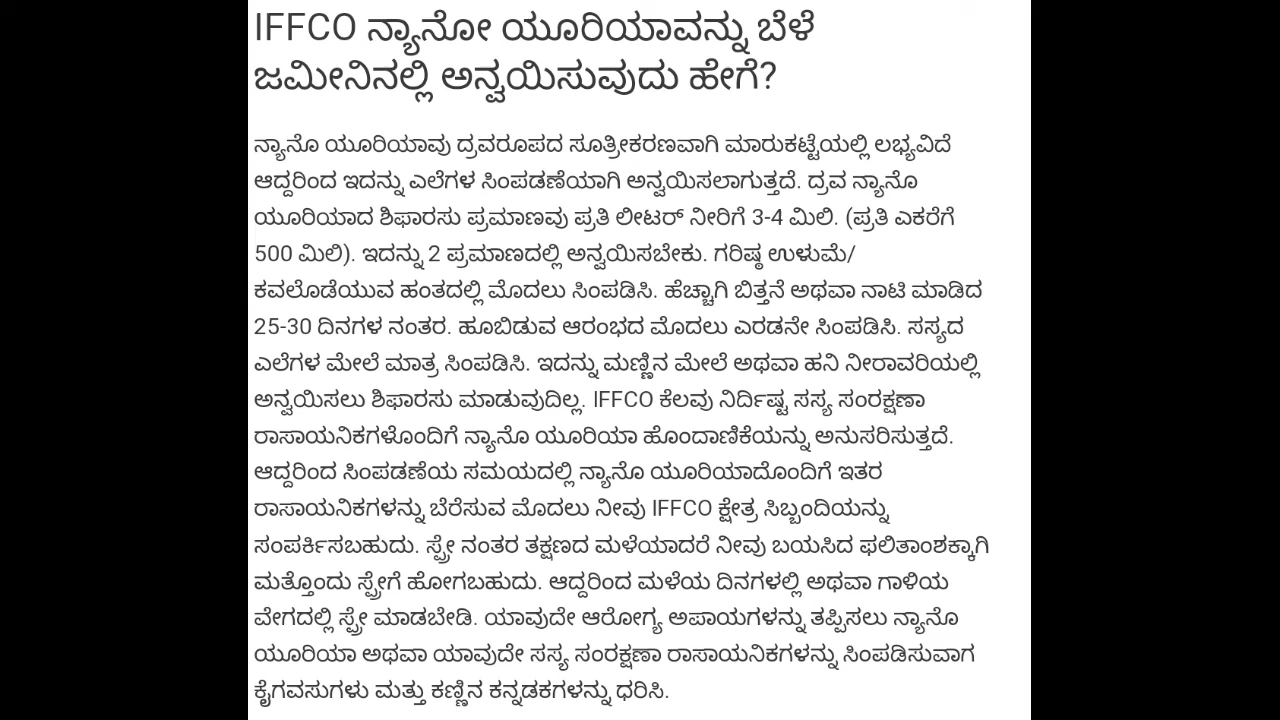 IFFCO ನ್ಯಾನೋ ಯೂರಿಯಾವನ್ನು ಬೆಳೆ
ಜಮೀನಿನಲ್ಲಿ ಅನ್ವಯಿಸುವುದು ಹೇಗೆ?
ನ್ಯಾನೊ ಯೂರಿಯಾವು ದ್ರವರೂಪದ ಸೂತ್ರೀಕರಣವಾಗಿ ಮಾರುಕಟ್ಟೆಯಲ್ಲಿ ಲಭ್ಯವಿದೆ
ಆದ್ದರಿಂದ ಇದನ್ನು ಎಲೆಗಳ ಸಿಂಪಡಣೆಯಾಗಿ ಅನ್ವಯಿಸಲಾಗುತ್ತದೆ. ದ್ರವ ನ್ಯಾನೊ
ಯೂರಿಯಾದ ಶಿಫಾರಸು ಪ್ರಮಾಣವು ಪ್ರತಿ ಲೀಟರ್ ನೀರಿಗೆ 3-4 ಮಿಲಿ. (ಪ್ರತಿ ಎಕರೆಗೆ
500 ಮಿಲಿ). ಇದನ್ನು 2 ಪ್ರಮಾಣದಲ್ಲಿ ಅನ್ವಯಿಸಬೇಕು. ಗರಿಷ್ಠ ಉಳುಮೆ/
ಕವಲೊಡೆಯುವ ಹಂತದಲ್ಲಿ ಮೊದಲು ಸಿಂಪಡಿಸಿ. ಹೆಚ್ಚಾಗಿ ಬಿತ್ತನೆ ಅಥವಾ ನಾಟಿ ಮಾಡಿದ
25-30 ದಿನಗಳ ನಂತರ. ಹೂಬಿಡುವ ಆರಂಭದ ಮೊದಲು ಎರಡನೇ ಸಿಂಪಡಿಸಿ. ಸಸ್ಯದ
ಎಲೆಗಳ ಮೇಲೆ ಮಾತ್ರ ಸಿಂಪಡಿಸಿ. ಇದನ್ನು ಮಣ್ಣಿನ ಮೇಲೆ ಅಥವಾ ಹನಿ ನೀರಾವರಿಯಲ್ಲಿ
ಅನ್ವಯಿಸಲು ಶಿಫಾರಸು ಮಾಡುವುದಿಲ್ಲ. IFFCO ಕೆಲವು ನಿರ್ದಿಷ್ಟ ಸಸ್ಯ ಸಂರಕ್ಷಣಾ
ರಾಸಾಯನಿಕಗಳೊಂದಿಗೆ ನ್ಯಾನೊ ಯೂರಿಯಾ ಹೊಂದಾಣಿಕೆಯನ್ನು ಅನುಸರಿಸುತ್ತದೆ.
ಆದ್ದರಿಂದ ಸಿಂಪಡಣೆಯ ಸಮಯದಲ್ಲಿ ನ್ಯಾನೊ ಯೂರಿಯಾದೊಂದಿಗೆ ಇತರ
ರಾಸಾಯನಿಕಗಳನ್ನು ಬೆರೆಸುವ ಮೊದಲು ನೀವು IFFCO ಕ್ಷೇತ್ರ ಸಿಬ್ಬಂದಿಯನ್ನು
ಸಂಪರ್ಕಿಸಬಹುದು. ಸ್ಪ್ರೇ ನಂತರ ತಕ್ಷಣದ ಮಳೆಯಾದರೆ ನೀವು ಬಯಸಿದ ಫಲಿತಾಂಶಕ್ಕಾಗಿ
ಮತ್ತೊಂದು ಸ್ಪ್ರೇಗೆ ಹೋಗಬಹುದು. ಆದ್ದರಿಂದ ಮಳೆಯ ದಿನಗಳಲ್ಲಿ ಅಥವಾ ಗಾಳಿಯ
ವೇಗದಲ್ಲಿ ಸ್ಪ್ರೇ ಮಾಡಬೇಡಿ. ಯಾವುದೇ ಆರೋಗ್ಯ ಅಪಾಯಗಳನ್ನು ತಪ್ಪಿಸಲು ನ್ಯಾನೊ
ಯೂರಿಯಾ ಅಥವಾ ಯಾವುದೇ ಸಸ್ಯ ಸಂರಕ್ಷಣಾ ರಾಸಾಯನಿಕಗಳನ್ನು ಸಿಂಪಡಿಸುವಾಗ
ಕೈಗವಸುಗಳು ಮತ್ತು ಕಣ್ಣಿನ ಕನ್ನಡಕಗಳನ್ನು ಧರಿಸಿ.